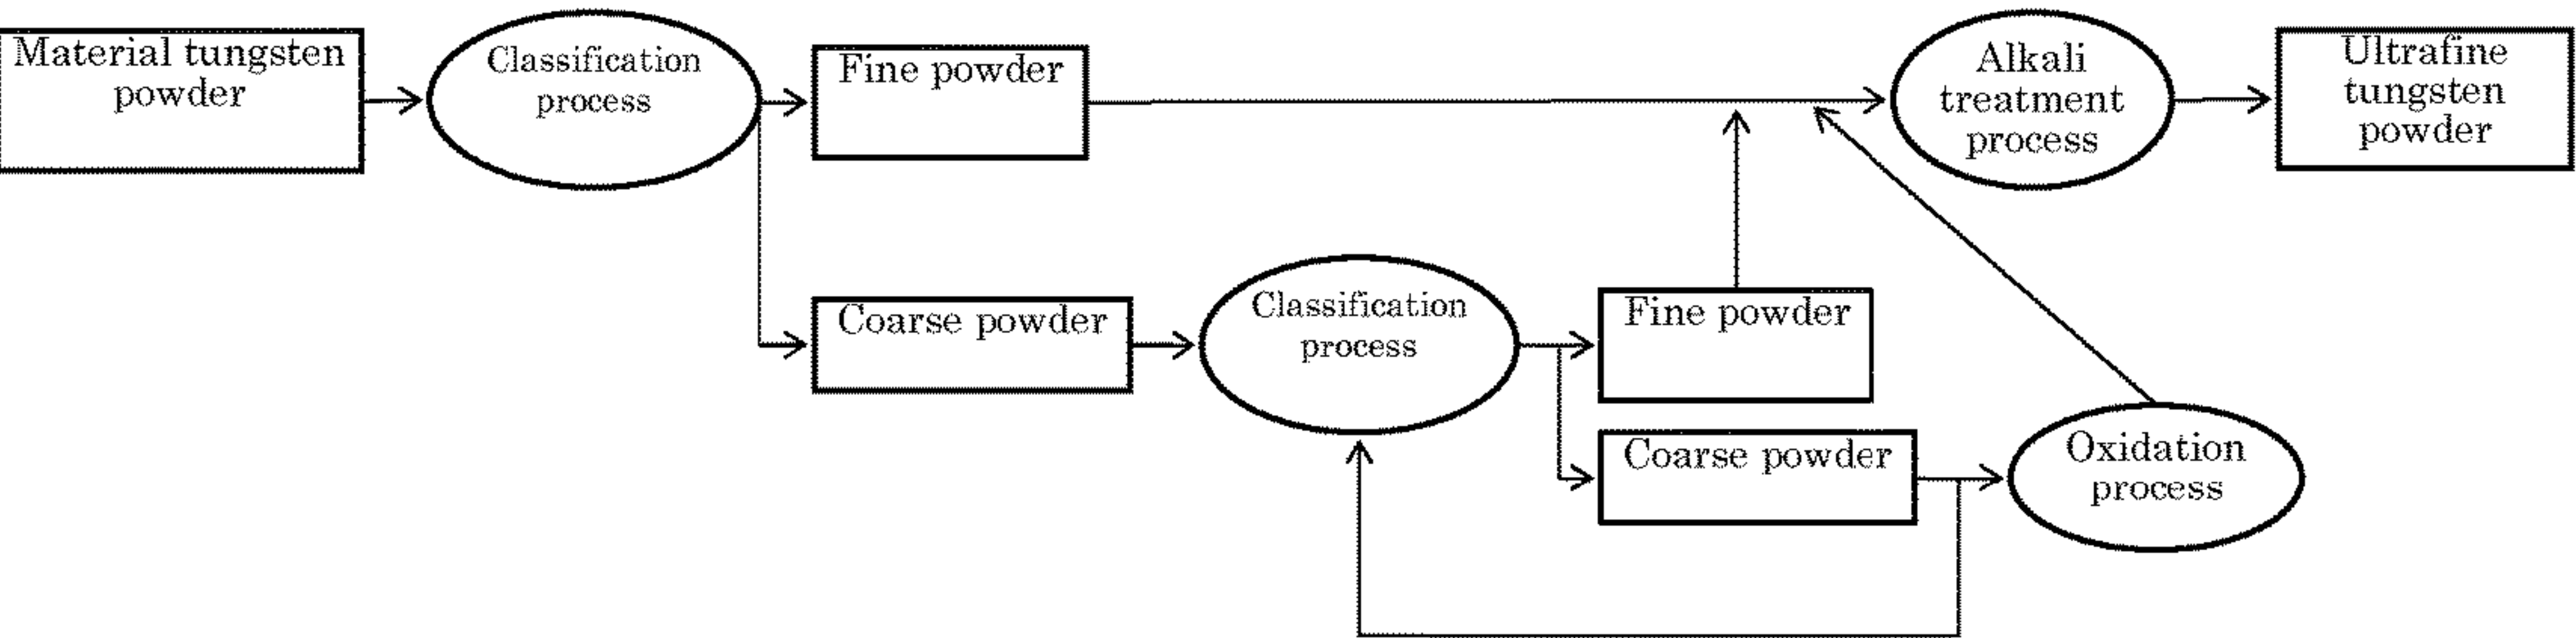 Material tungsten
powder
Classification
process
Fine powder
Alkali
treatment
process
Ultrafine
tungsten
powder
Coarse powder
Classification
process
Fine powder
Coarse powder
Oxidation
process